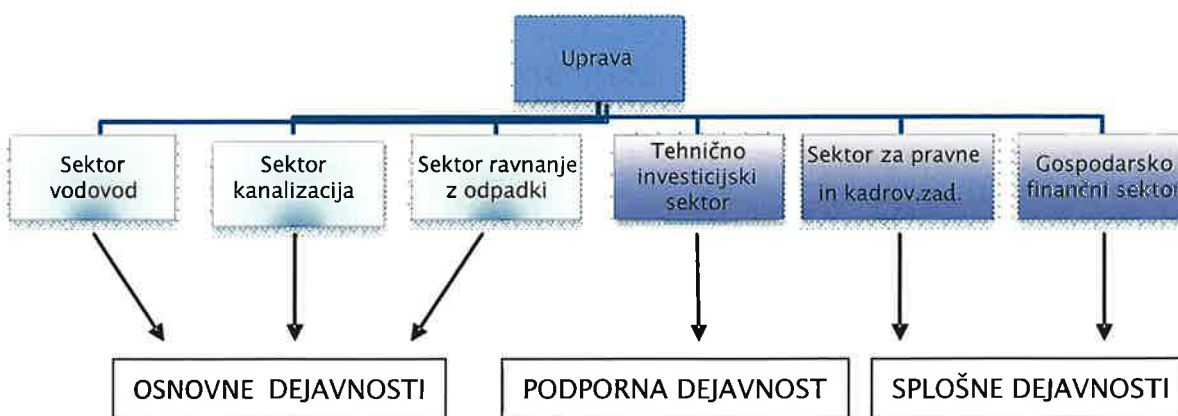 Uprava
Sektor
vodovod
Sektor
kanalizacija
Sektor ravnanje
z odpadki
Tehnično
investicijski
sektor
Sektor za pravne
in kadrov.zad.
Gospodarsko
finančni sektor
OSNOVNE DEJAVNOSTI
PODPORNA DEJAVNOST
SPLOŠNE DEJAVNOSTI